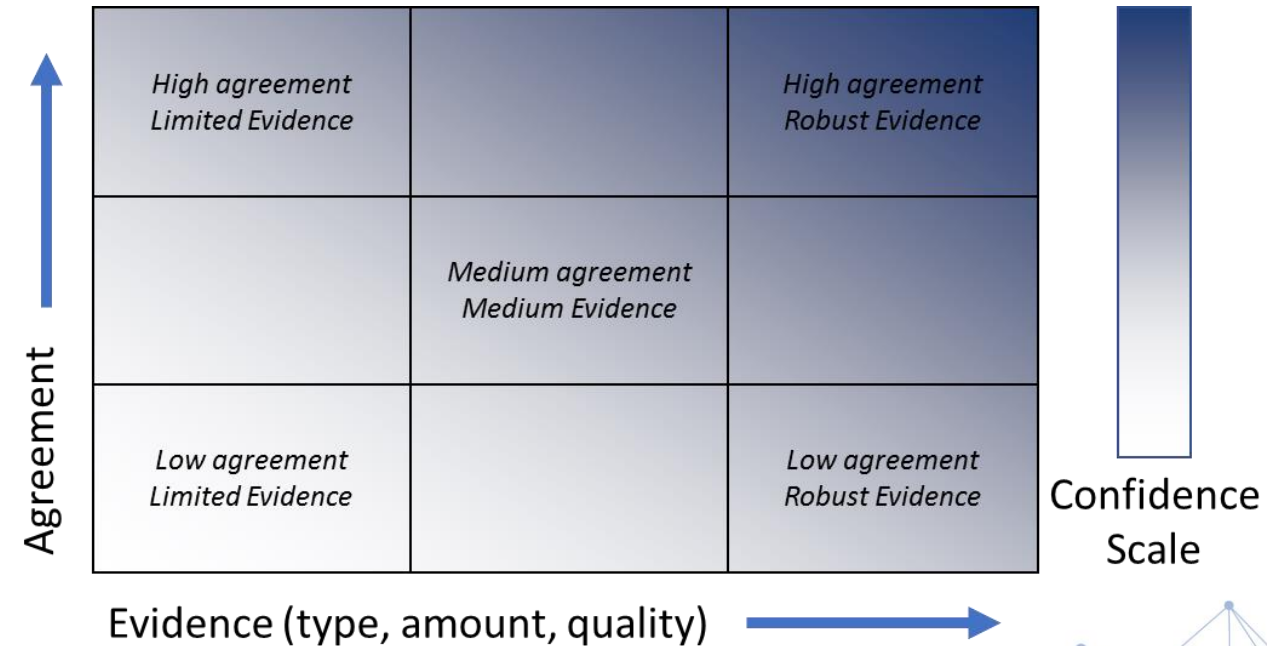 High agreement
Limited Evidence
High agreement
Robust Evidence
Medium agreement
Medium Evidence
Low agreement
Limited Evidence
Low agreement
Robust Evidence
Agreement
Evidence (type, amount, quality)
Confidence
Scale